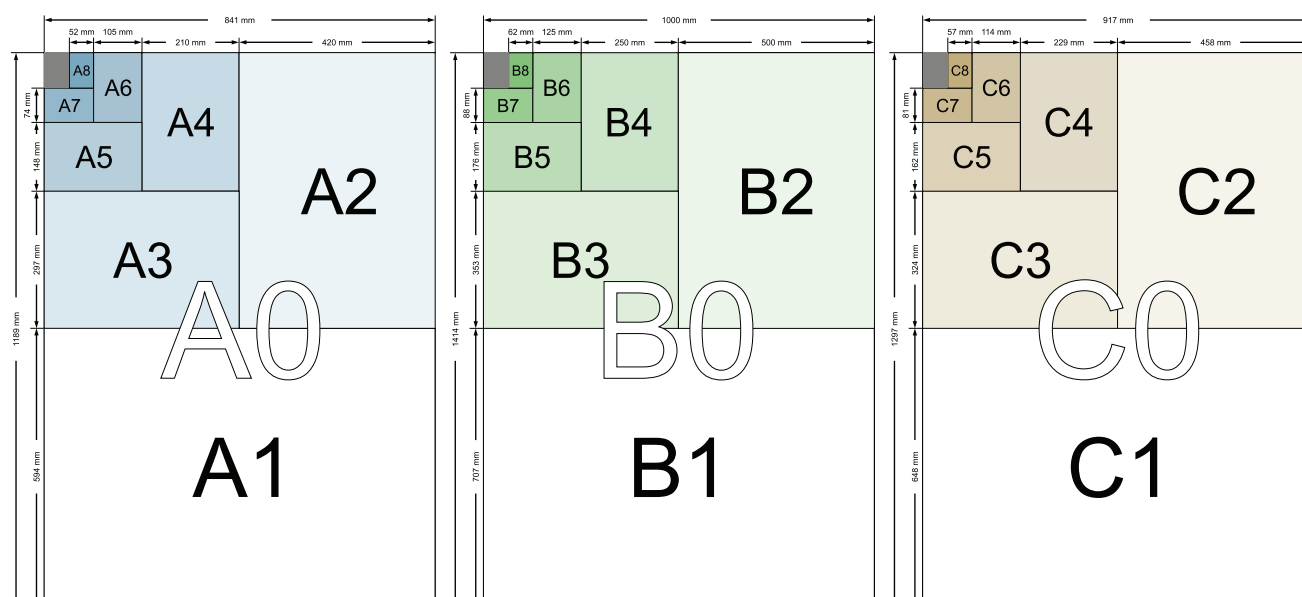 841 mm
52 mm 105 mm
210 mm
420 mm
A8
A6
A7
A4
A5
A2
A3
A0
A1
74 mm
148 mm
297 mm
1189 mm
594 mm
1000 mm
62 mm 125 mm
250 mm
500 mm
B8
B6
B7
B4
B5
B2
B3
B0
B1
88 mm
176 mm
353 mm
1414 mm
707 mm
917 mm
57 mm 114 mm
229 mm
458 mm
C8
C6
C7
C4
C5
C2
C3
C0
C1
81 mm
162 mm
324 mm
1297 mm
648 mm